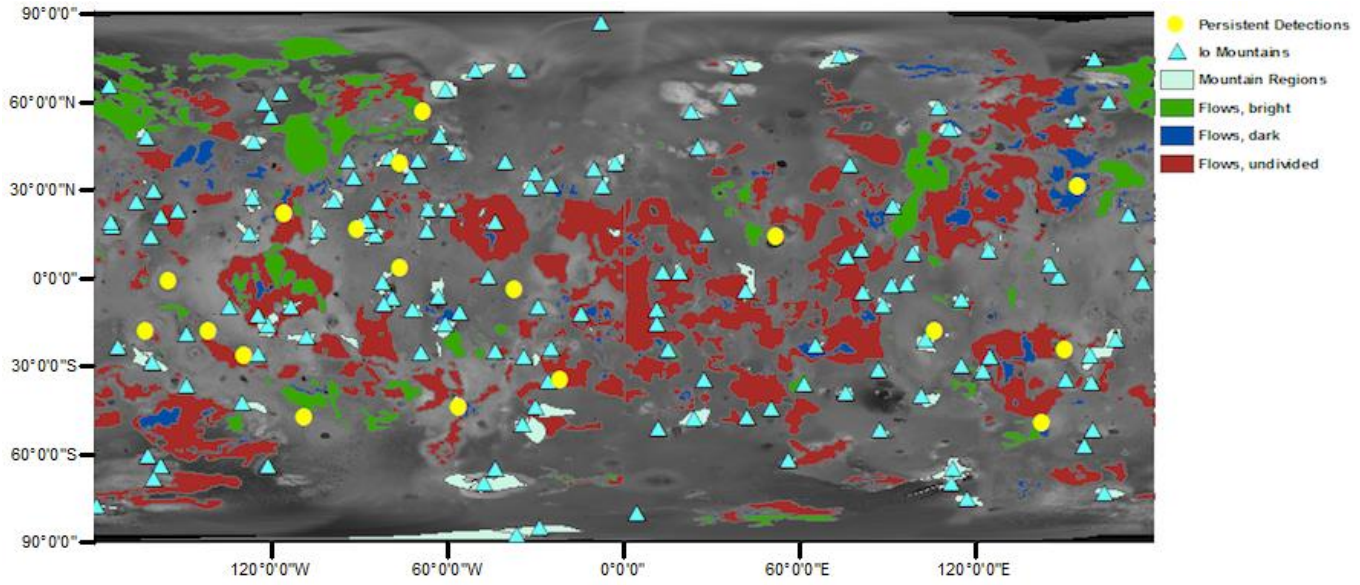 90°0'0"
60°0'0"N
30°0'0"N
0°0'0"
30°0'0"S
60°0'0"S
90°0'0"
120°0'0"W
60°0'0"W
0°0'0"
60°0'0"E
120°0'0"E
Persistent Detections
Io Mountains
Mountain Regions
Flows, bright
Flows, dark
Flows, undivided